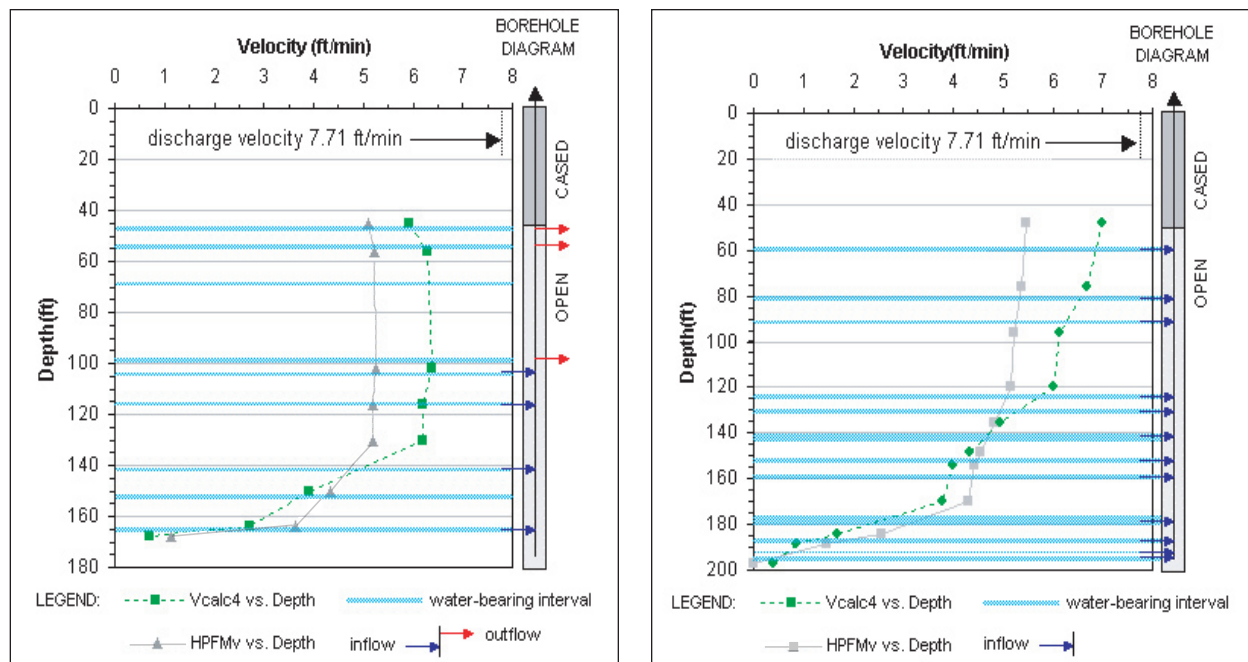 BOREHOLE
DIAGRAM
Velocity (ft/min)
0 1 2 3 4 5 6 7 8
discharge velocity 7.71 ft/min
Depth(ft)
0
20
40
60
80
100
120
140
160
180
CASED
OPEN
LEGEND: Vcalc4 vs. Depth water-bearing interval
HPFMv vs. Depth inflow outflow
BOREHOLE
DIAGRAM
Velocity(ft/min)
0 1 2 3 4 5 6 7 8
discharge velocity 7.71 ft/min
Depth(ft)
0
20
40
60
80
100
120
140
160
180
200
CASED
OPEN
LEGEND: Vcalc4 vs. Depth water-bearing interval
HPFMv vs. Depth inflow